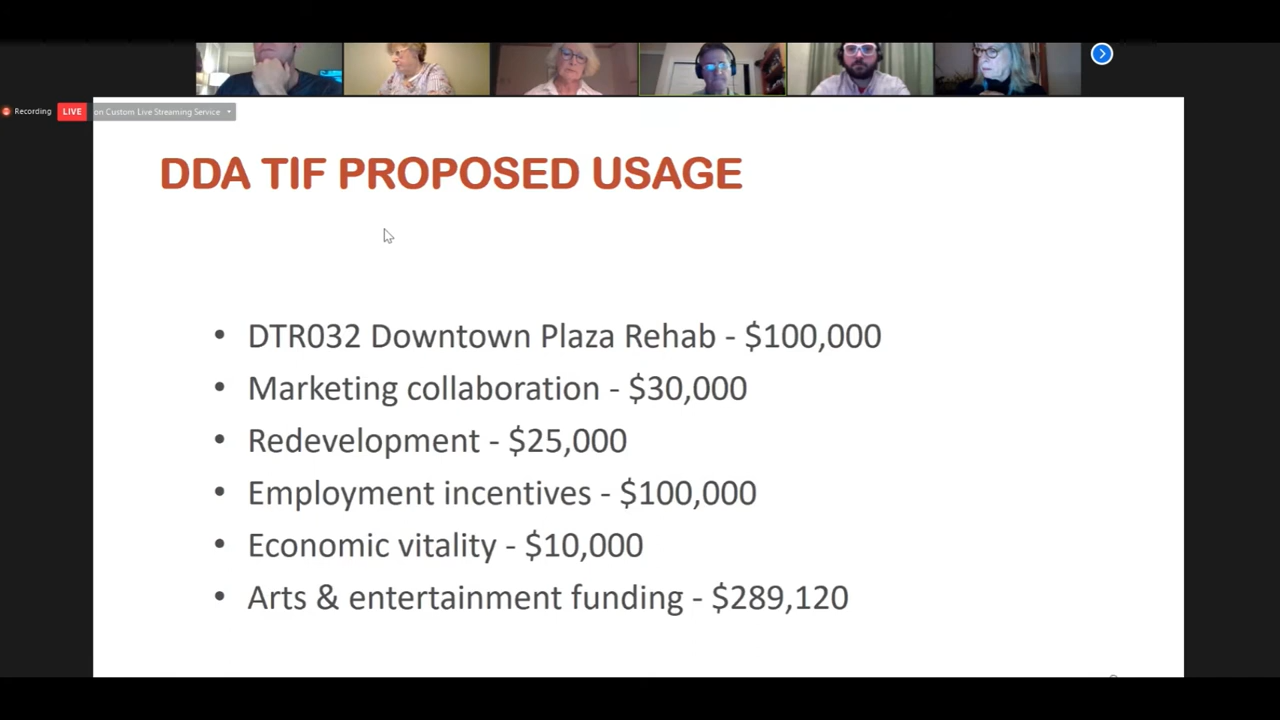 Recording
LIVE
on Custom Live Streaming Service
DDA TIF PROPOSED USAGE
• DTR032 Downtown Plaza Rehab - $100,000
• Marketing collaboration - $30,000
• Redevelopment - $25,000
• Employment incentives - $100,000
• Economic vitality - $10,000
• Arts & entertainment funding - $289,120